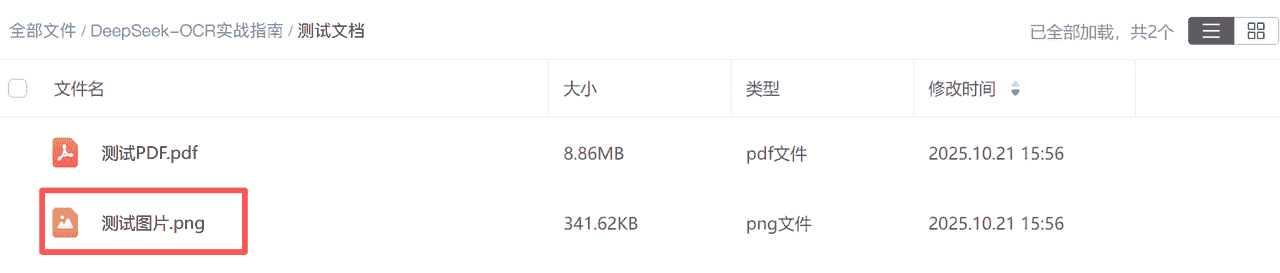 全部文件 / DeepSeek-OCR实战指南 / 测试文档
已全部加载，共2个
文件名 大小 类型 修改时间
测试PDF.pdf 8.86MB pdf文件 2025.10.21 15:56
测试图片.png 341.62KB png文件 2025.10.21 15:56